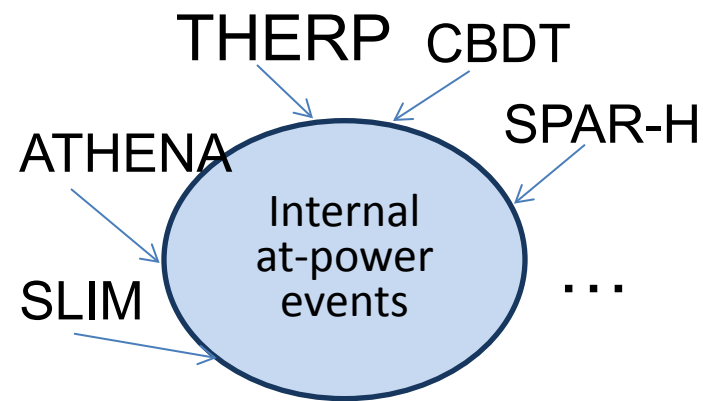 THERP
CBDT
SPAR-H
ATHENA
Internal
at-power
events
SLIM
...